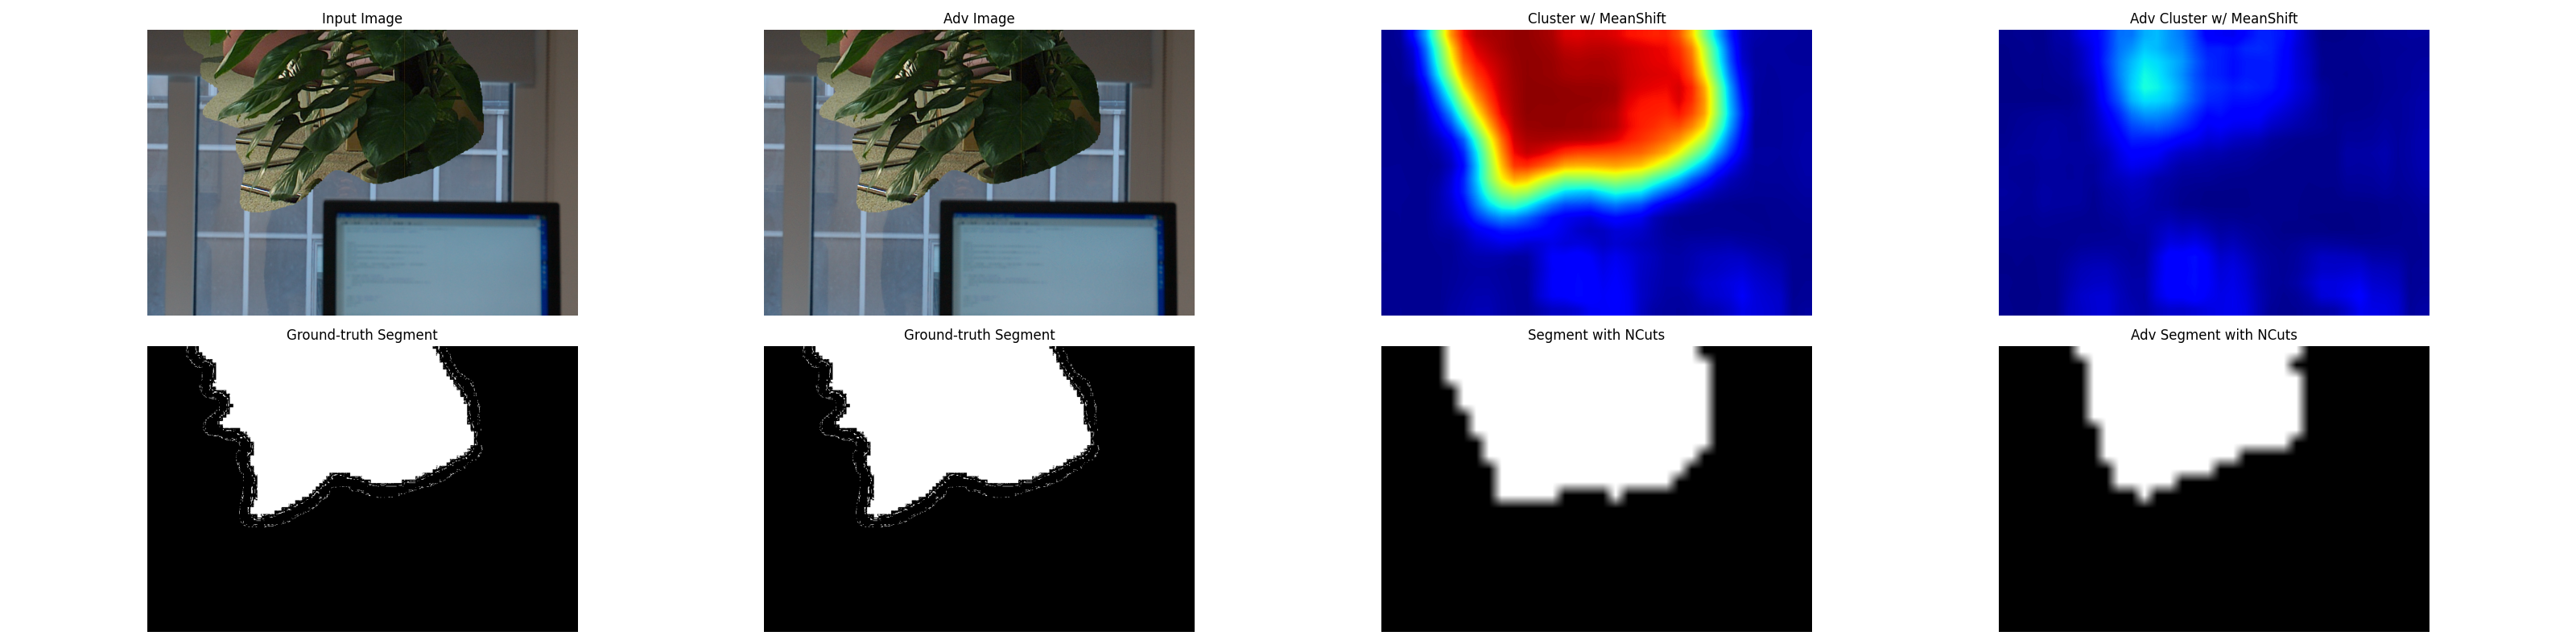 Input Image
Adv Image
Cluster w/ MeanShift
Adv Cluster w/ MeanShift
Ground-truth Segment
Ground-truth Segment
Segment with NCuts
Adv Segment with NCuts